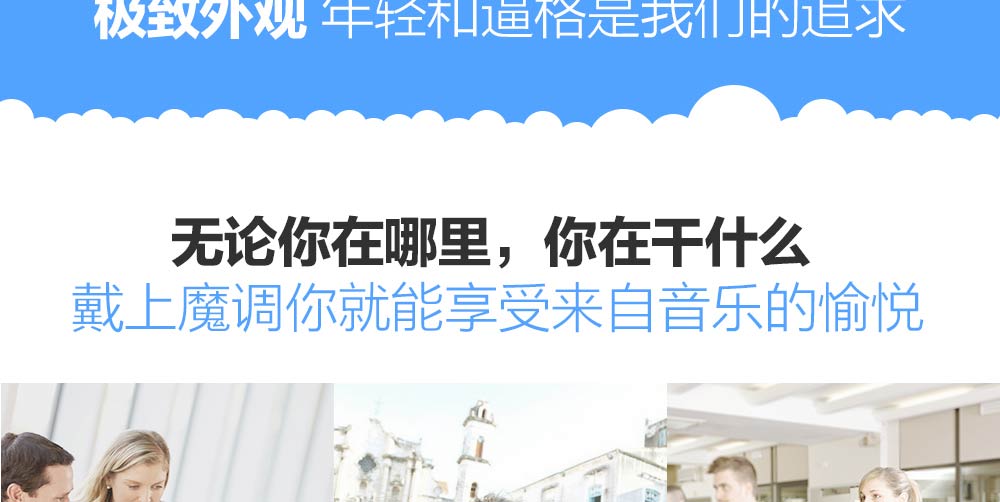 极致外观 年轻和逼格是我们的追求
无论你在哪里，你在干什么
戴上魔调你就能享受来自音乐的愉悦